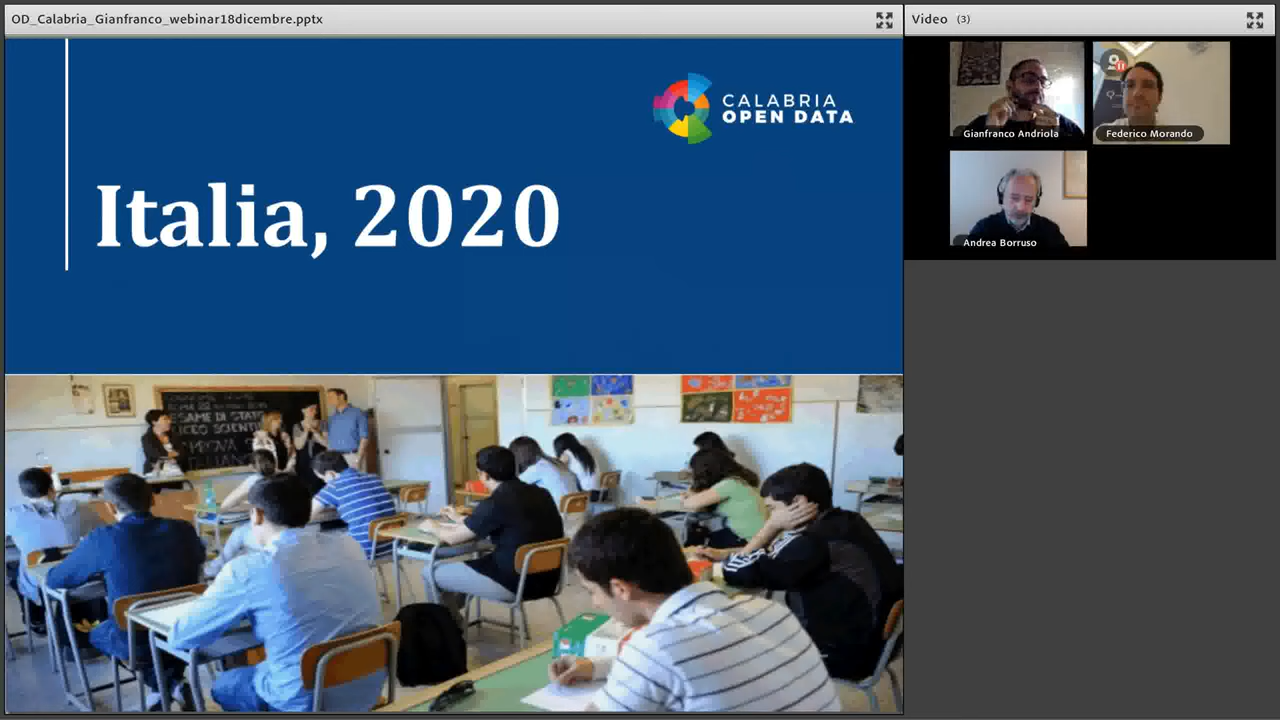 OD_Calabria_Gianfranco_webinar18dicembre.pptx
Video (3)
CALABRIA
OPEN DATA
Italia, 2020
Gianfranco Andriola
Federico Morando
Andrea Borruso
ESAME DI STATO
LICEO SCIENTI